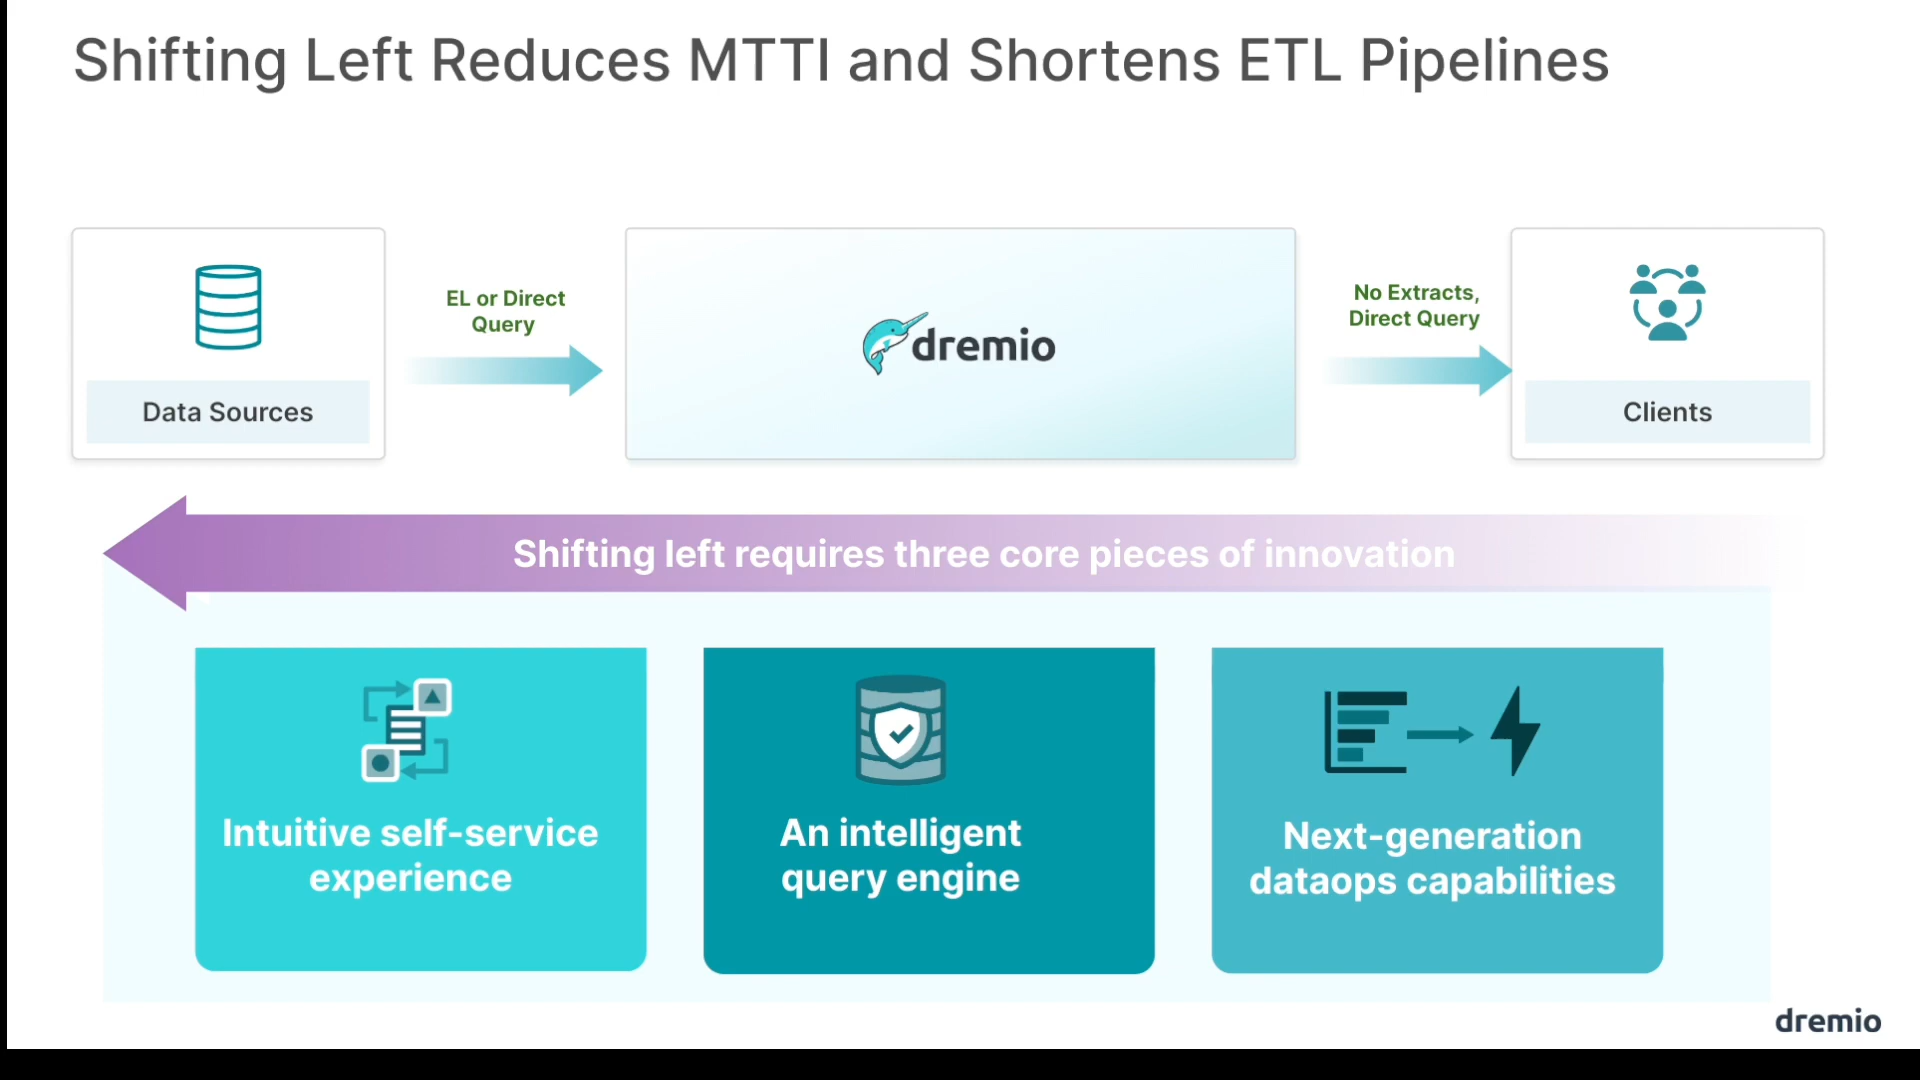 Shifting Left Reduces MTTI and Shortens ETL Pipelines
Data Sources
EL or Direct
Query
dremio
No Extracts,
Direct Query
Clients
Shifting left requires three core pieces of innovation
Intuitive self-service
experience
An intelligent
query engine
Next-generation
dataops capabilities
dremio